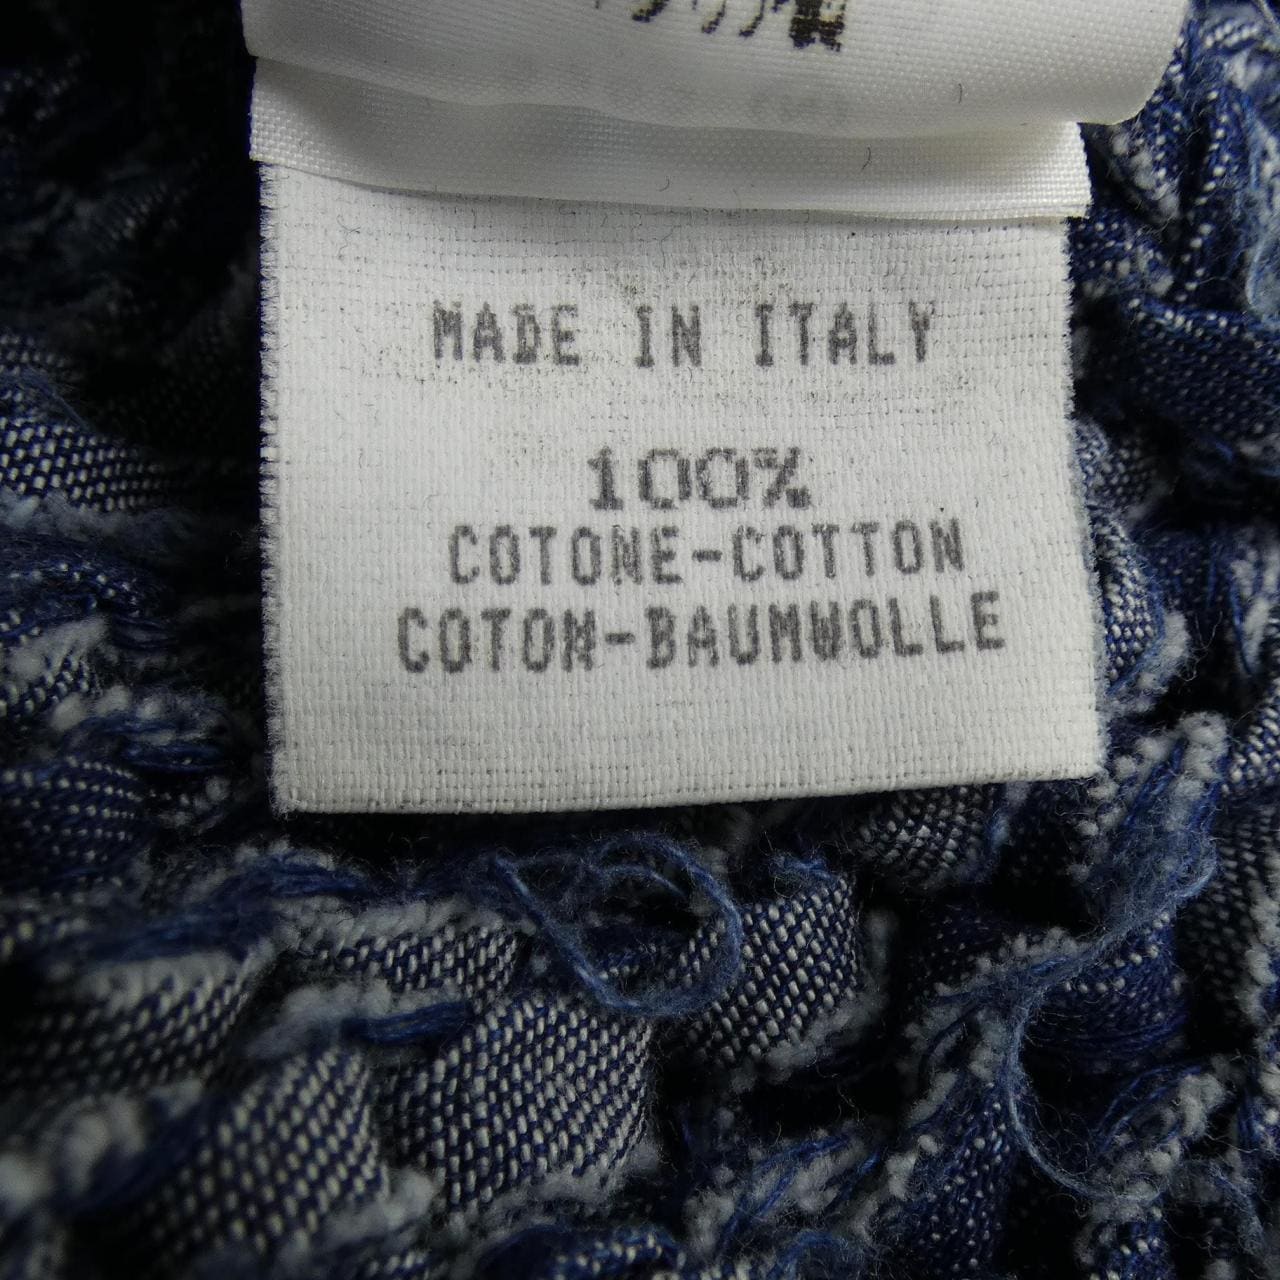 MADE IN ITALY
100%
COTONE-COTTON
COTON-BAUMWOLLE